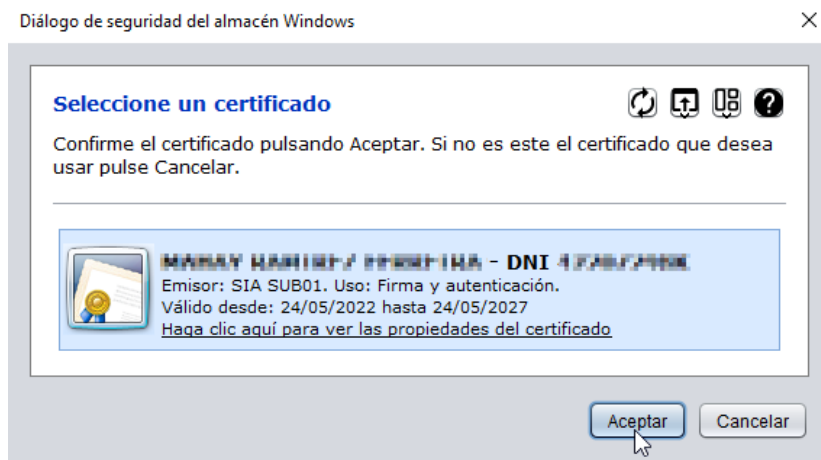 Diálogo de seguridad del almacén Windows
Seleccione un certificado
Confirme el certificado pulsando Aceptar. Si no es este el certificado que desea
usar pulse Cancelar.
- DNI
Emisor: SIA SUB01. Uso: Firma y autenticación.
Válido desde: 24/05/2022 hasta 24/05/2027
Haga clic aquí para ver las propiedades del certificado
Aceptar Cancelar